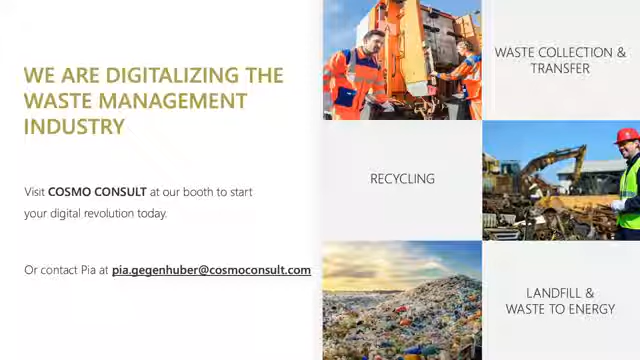 WE ARE DIGITALIZING THE
WASTE MANAGEMENT
INDUSTRY
Visit COSMO CONSULT at our booth to start
your digital revolution today.
Or contact Pia at pia.gegenhuber@cosmoconsult.com
WASTE COLLECTION &
TRANSFER
RECYCLING
LANDFILL &
WASTE TO ENERGY